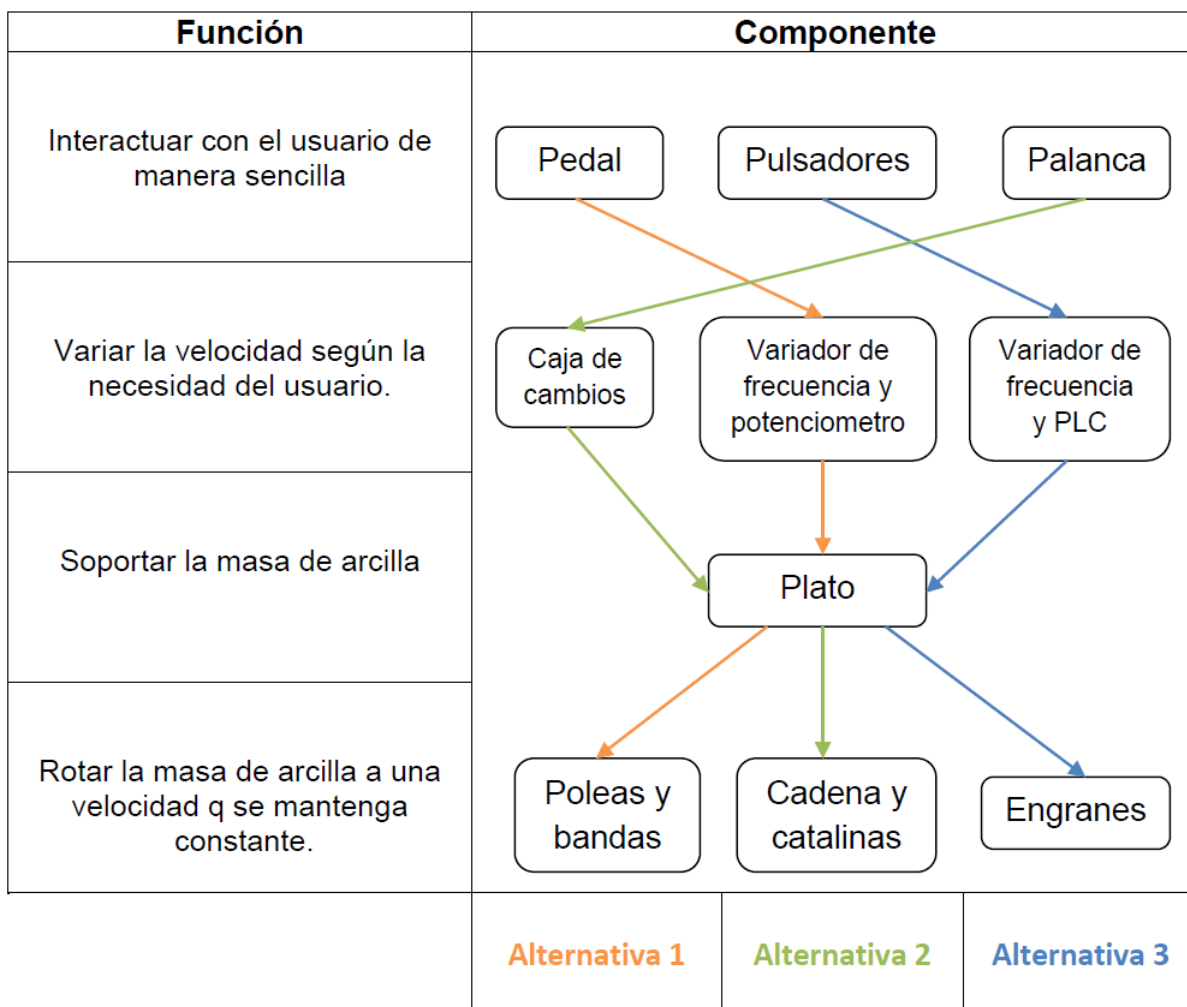 Función
Componente
Interactuar con el usuario de
manera sencilla
Pedal
Pulsadores
Palanca
Variar la velocidad según la
necesidad del usuario.
Caja de
cambios
Variador de
frecuencia y
potenciometro
Variador de
frecuencia
y PLC
Soportar la masa de arcilla
Plato
Rotar la masa de arcilla a una
velocidad q se mantenga
constante.
Poleas y
bandas
Cadena y
catalinas
Engranes
Alternativa 1
Alternativa 2
Alternativa 3